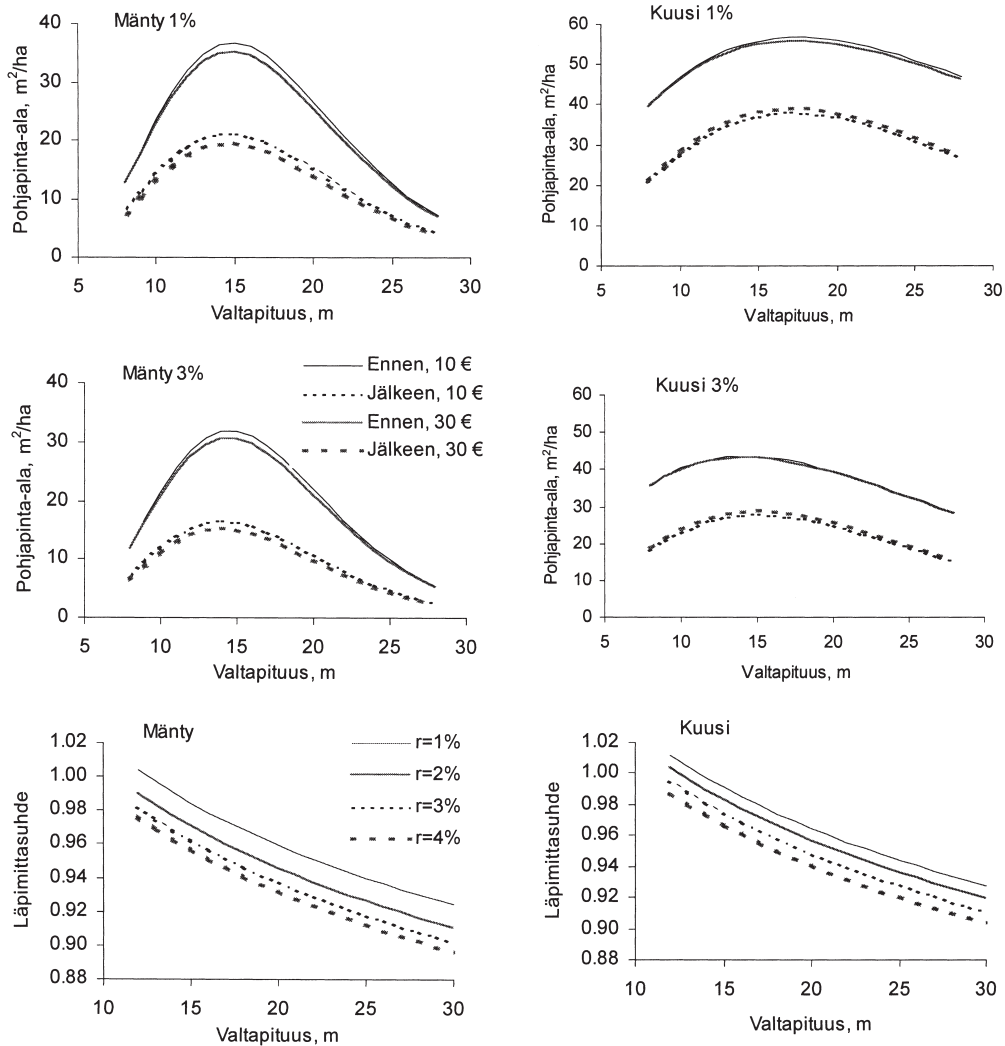 Mänty 1%
Pohjapinta-ala, m²/ha
40
30
20
10
0
5 10 15 20 25 30
Valtapituus, m
Kuusi 1%
Pohjapinta-ala, m²/ha
60
50
40
30
20
10
0
5 10 15 20 25 30
Valtapituus, m
Mänty 3%
Ennen, 10 €
Jälkeen, 10 €
Ennen, 30 €
Jälkeen, 30 €
Pohjapinta-ala, m²/ha
40
30
20
10
0
5 10 15 20 25 30
Valtapituus, m
Kuusi 3%
Pohjapinta-ala, m²/ha
60
50
40
30
20
10
0
5 10 15 20 25 30
Valtapituus, m
Mänty
r=1%
r=2%
r=3%
r=4%
Läpimittasuhde
1.02
1.00
0.98
0.96
0.94
0.92
0.90
0.88
10 15 20 25 30
Valtapituus, m
Kuusi
Läpimittasuhde
1.02
1.00
0.98
0.96
0.94
0.92
0.90
0.88
10 15 20 25 30
Valtapituus, m